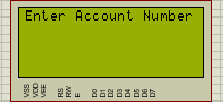 Enter Account Number
VSS VDD VEE RS RW E D0 D1 D2 D3 D4 D5 D6 D7